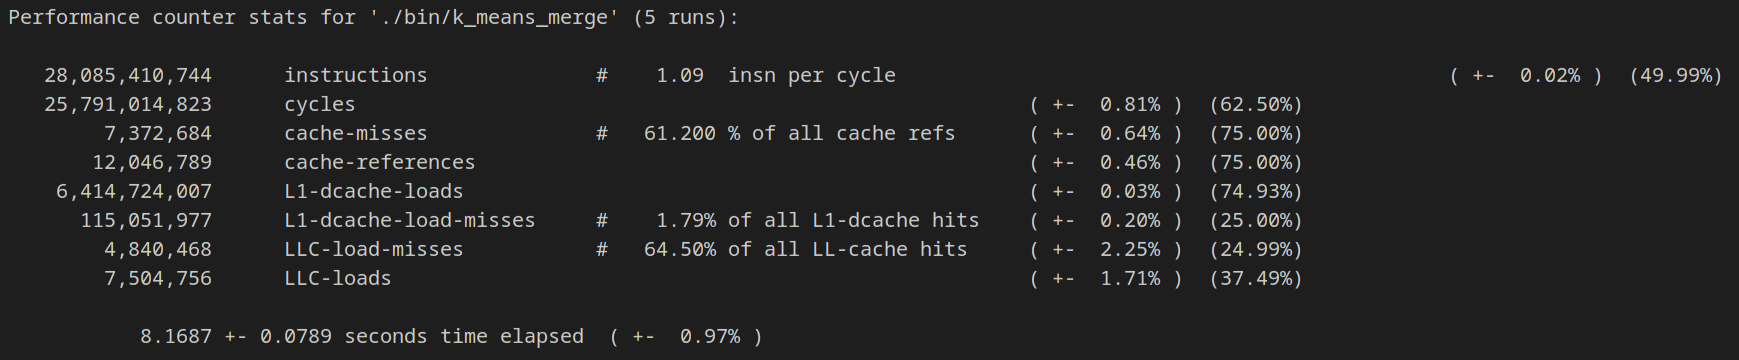 Performance counter stats for './bin/k_means_merge' (5 runs):
28,085,410,744 instructions # 1.09 insn per cycle ( +- 0.02% ) (49.99%)
25,791,014,823 cycles ( +- 0.81% ) (62.50%)
7,372,684 cache-misses # 61.200 % of all cache refs ( +- 0.64% ) (75.00%)
12,046,789 cache-references ( +- 0.46% ) (75.00%)
6,414,724,007 L1-dcache-loads ( +- 0.03% ) (74.93%)
115,051,977 L1-dcache-load-misses # 1.79% of all L1-dcache hits ( +- 0.20% ) (25.00%)
4,840,468 LLC-load-misses # 64.50% of all LL-cache hits ( +- 2.25% ) (24.99%)
7,504,756 LLC-loads ( +- 1.71% ) (37.49%)
8.1687 +- 0.0789 seconds time elapsed ( +- 0.97% )